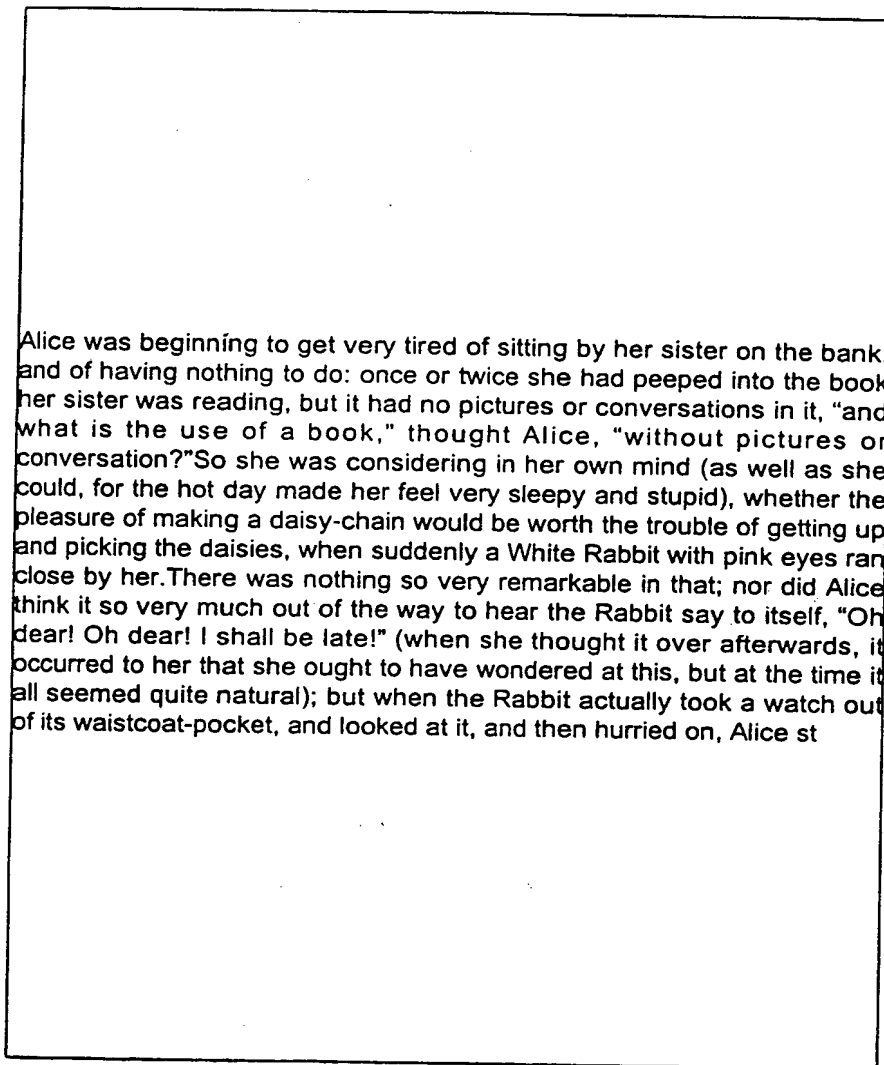 Alice was beginning to get very tired of sitting by her sister on the bank,
and of having nothing to do: once or twice she had peeped into the book
her sister was reading, but it had no pictures or conversations in it, “and
what is the use of a book,” thought Alice, “without pictures or
conversation?”So she was considering in her own mind (as well as she
could, for the hot day made her feel very sleepy and stupid), whether the
pleasure of making a daisy-chain would be worth the trouble of getting up
and picking the daisies, when suddenly a White Rabbit with pink eyes ran
close by her.There was nothing so very remarkable in that; nor did Alice
think it so very much out of the way to hear the Rabbit say to itself, “Oh
dear! Oh dear! I shall be late!” (when she thought it over afterwards, it
occurred to her that she ought to have wondered at this, but at the time it
all seemed quite natural); but when the Rabbit actually took a watch out
of its waistcoat-pocket, and looked at it, and then hurried on, Alice st